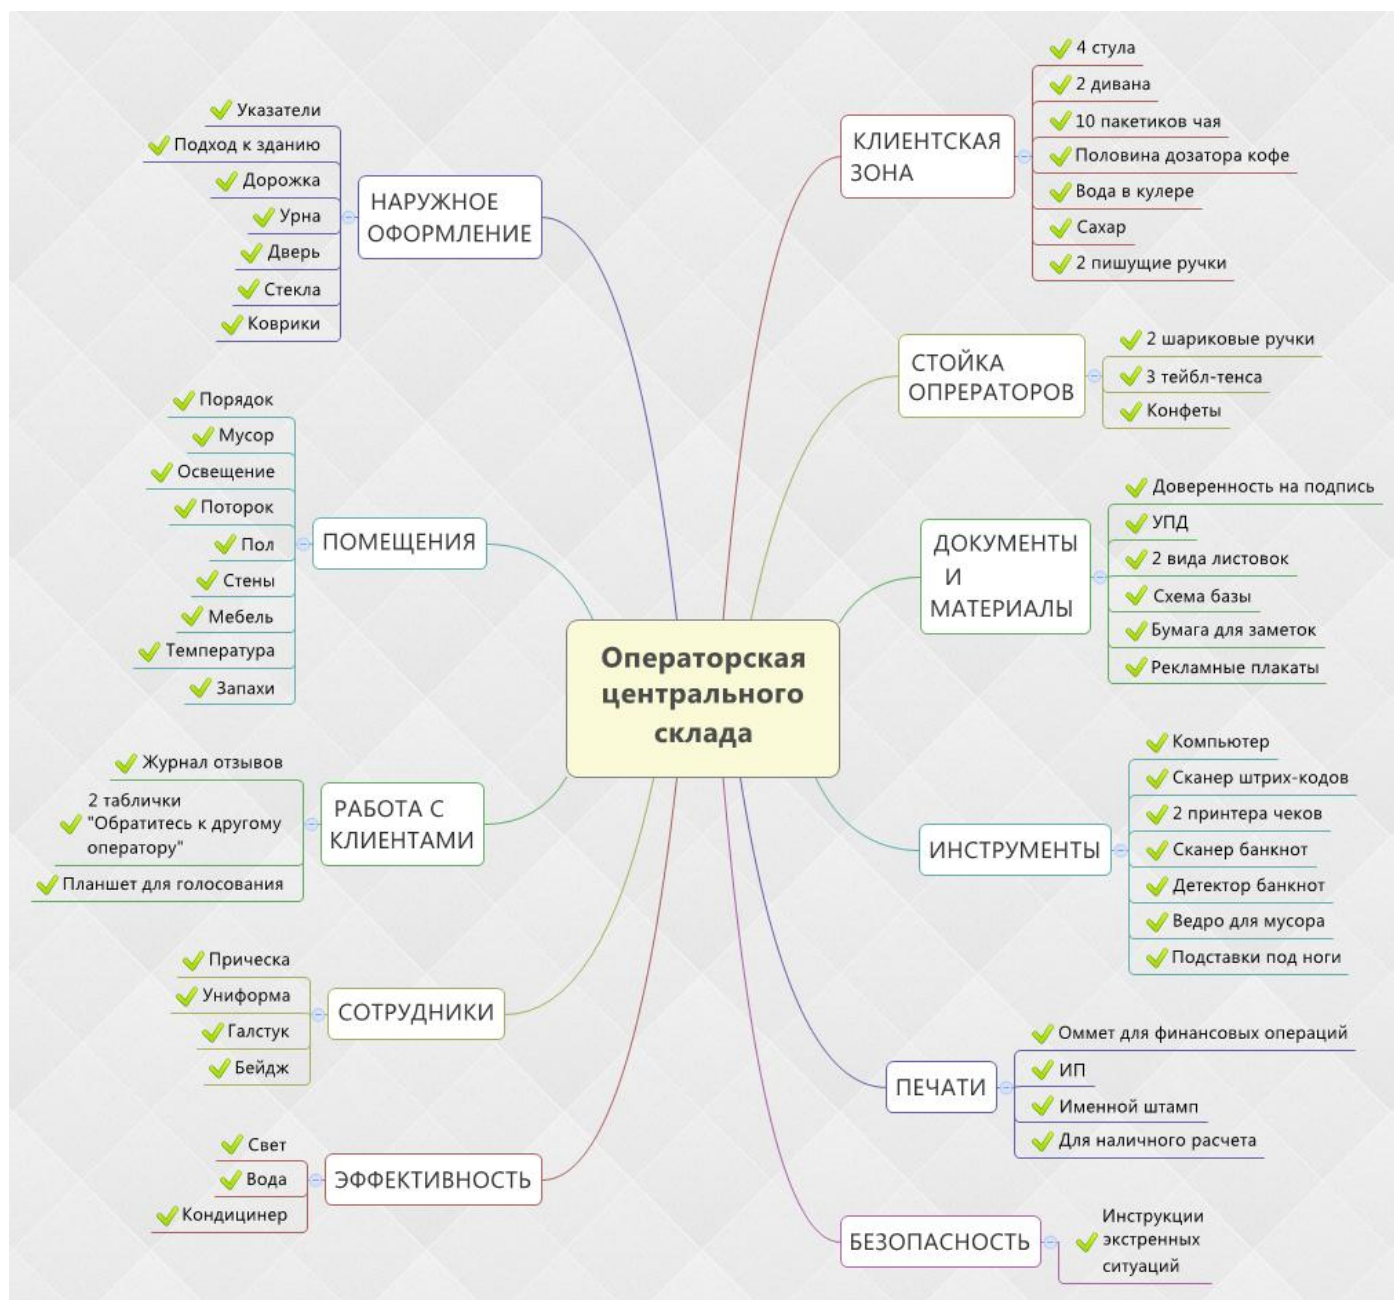 Операторская
центрального
склада
КЛИЕНТСКАЯ
ЗОНА
4 стула
2 дивана
10 пакетиков чая
Половина дозатора кофе
Вода в кулере
Сахар
2 пишущие ручки
СТОЙКА
ОПРЕРАТОРОВ
2 шариковые ручки
3 тейбл-тенса
Конфеты
ДОКУМЕНТЫ
И
МАТЕРИАЛЫ
Доверенность на подпись
УПД
2 вида листовок
Схема базы
Бумага для заметок
Рекламные плакаты
ИНСТРУМЕНТЫ
Компьютер
Сканер штрих-кодов
2 принтера чеков
Сканер банкнот
Детектор банкнот
Ведро для мусора
Подставки под ноги
ПЕЧАТИ
Оммет для финансовых операций
ИП
Именной штамп
Для наличного расчета
БЕЗОПАСНОСТЬ
Инструкции
экстренных
ситуаций
НАРУЖНОЕ
ОФОРМЛЕНИЕ
Указатели
Подход к зданию
Дорожка
Урна
Дверь
Стекла
Коврики
ПОМЕЩЕНИЯ
Порядок
Мусор
Освещение
Поторок
Пол
Стены
Мебель
Температура
Запахи
РАБОТА С
КЛИЕНТАМИ
Журнал отзывов
2 таблички
"Обратитесь к другому
оператору"
Планшет для голосования
СОТРУДНИКИ
Прическа
Униформа
Галстук
Бейдж
ЭФФЕКТИВНОСТЬ
Свет
Вода
Кондицинер